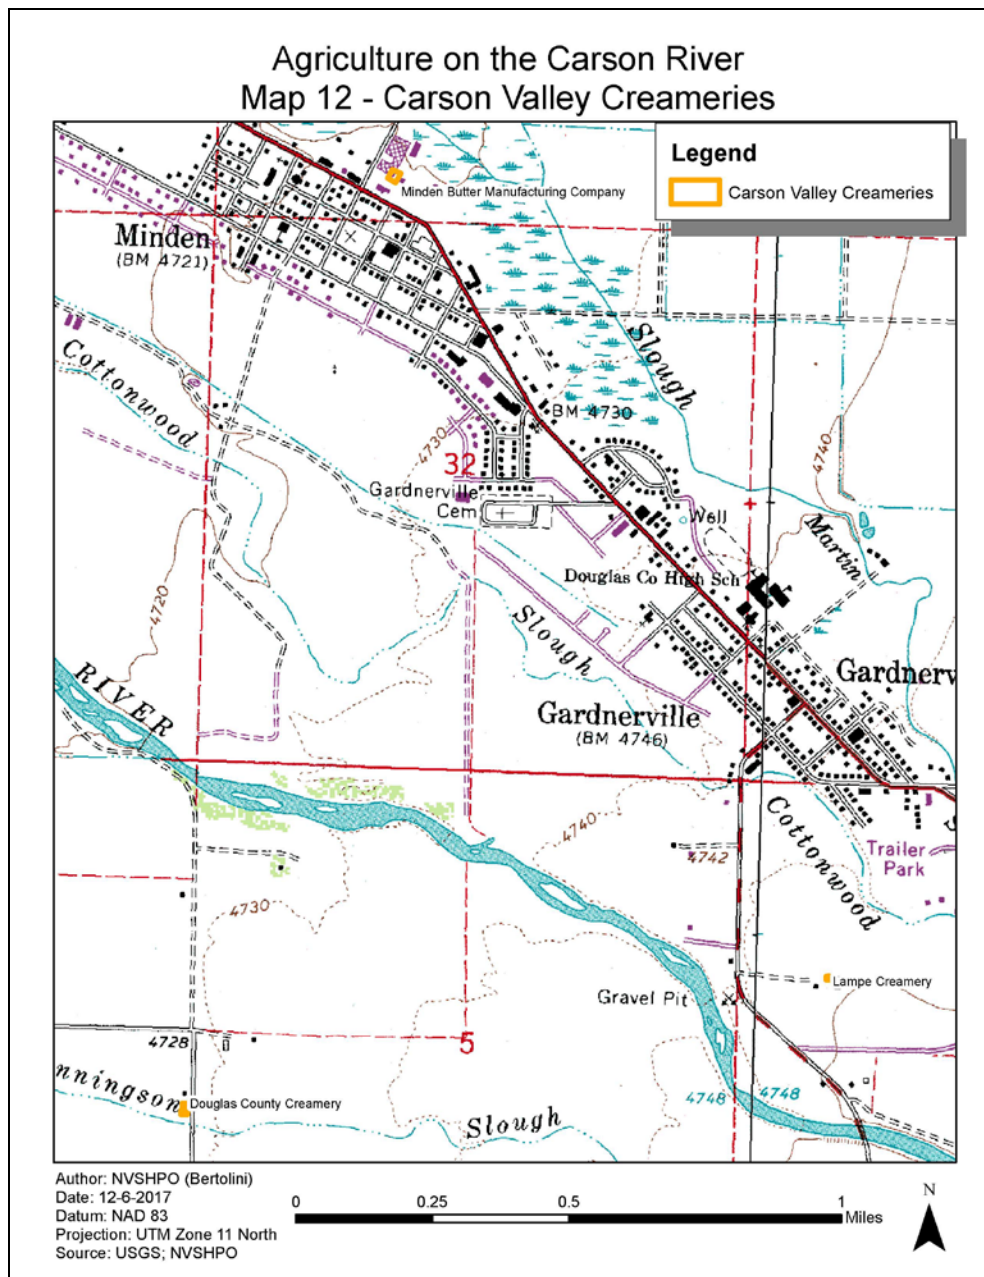 Agriculture on the Carson River
Map 12 - Carson Valley Creameries
Legend
Carson Valley Creameries
Minden Butter Manufacturing Company
Minden
(BM 4721)
Slough
Cottonwood
BM 4730
4730
4740
32
Gardnerville
Cem
Well
Martin
Douglas Co High Sch
4720
Slough
RIVER
Gardnerv
Gardnerville
(BM 4746)
4740
4742
Cottonwood
Trailer
Park
4730
Lampe Creamery
Gravel Pit
4728
5
nningson
Douglas County Creamery
4748
4748
Slough
Author: NVSHPO (Bertolini)
Date: 12-6-2017
Datum: NAD 83
Projection: UTM Zone 11 North
Source: USGS; NVSHPO
0 0.25 0.5 1
Miles
N